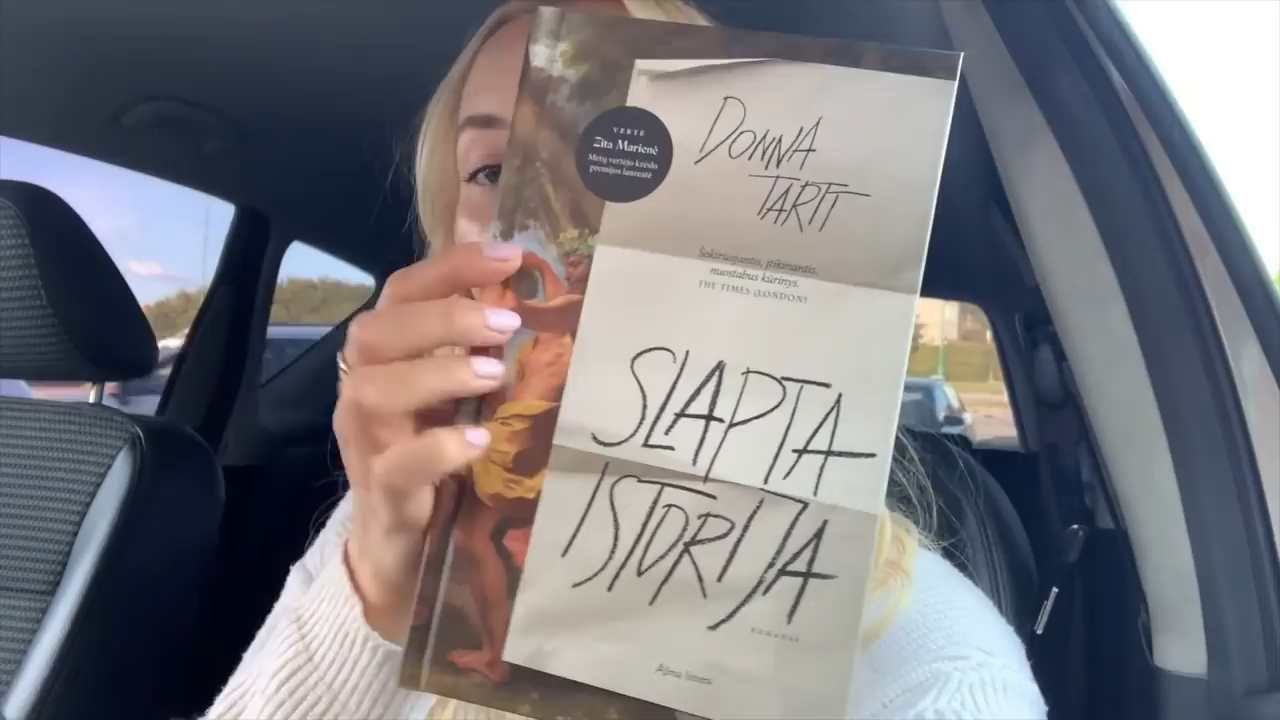 VERTĖ
Zita Marienė
Metų vertėjo krėslo
premijos laureatė
DONNA
TARTT
Šokiruojantis, įtikinantis,
nuostabus kūrinys.
THE TIMES (LONDON)
SLAPTA
ISTORIJA
ROMANAS
Alma littera